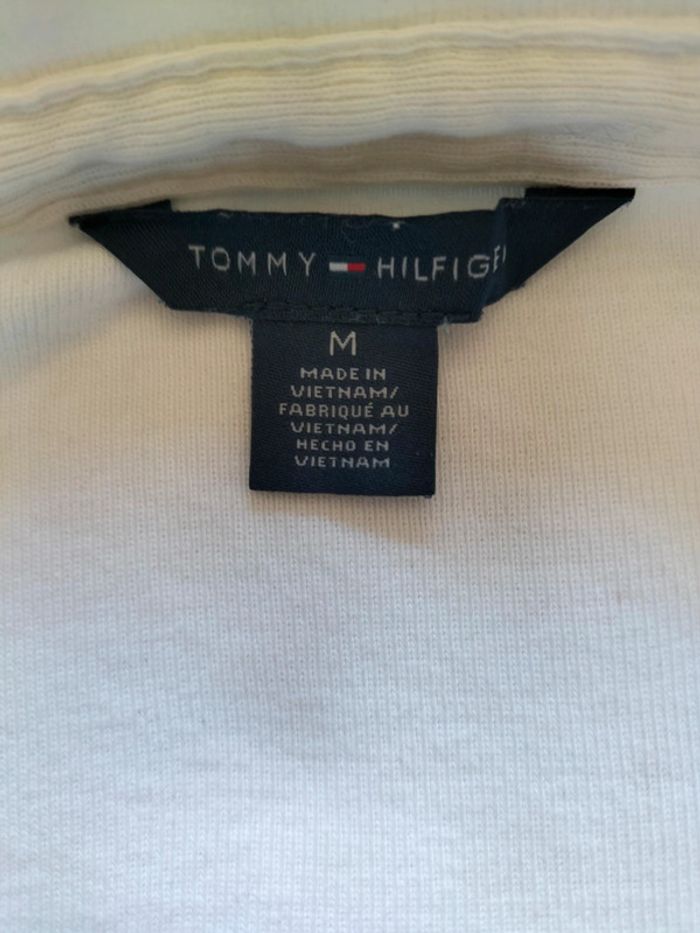 TOMMY HILFIGE
M
MADE IN
VIETNAM/
FABRIQUÉ AU
VIETNAM/
HECHO EN
VIETNAM